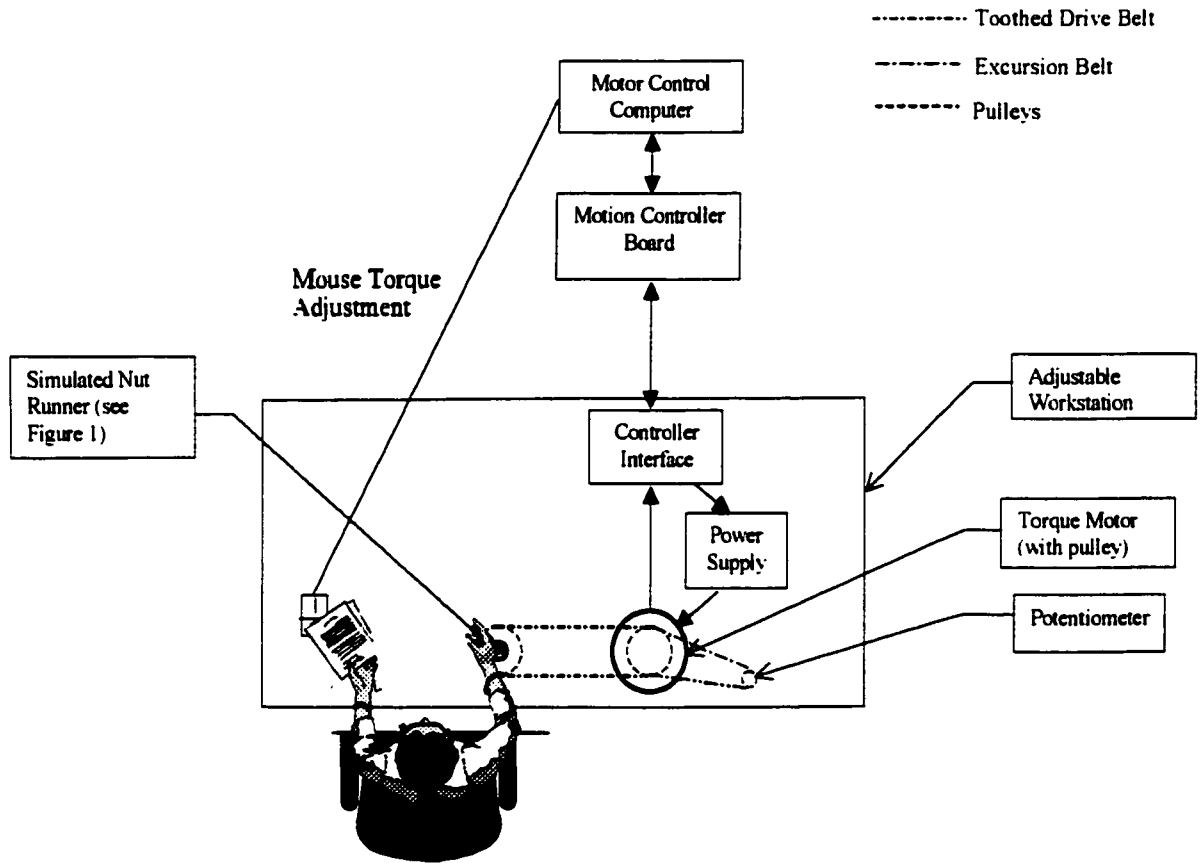 Toothed Drive Belt
Excursion Belt
Pulleys
Motor Control
Computer
Motion Controller
Board
Mouse Torque
Adjustment
Simulated Nut
Runner (see
Figure 1)
Adjustable
Workstation
Controller
Interface
Power
Supply
Torque Motor
(with pulley)
Potentiometer